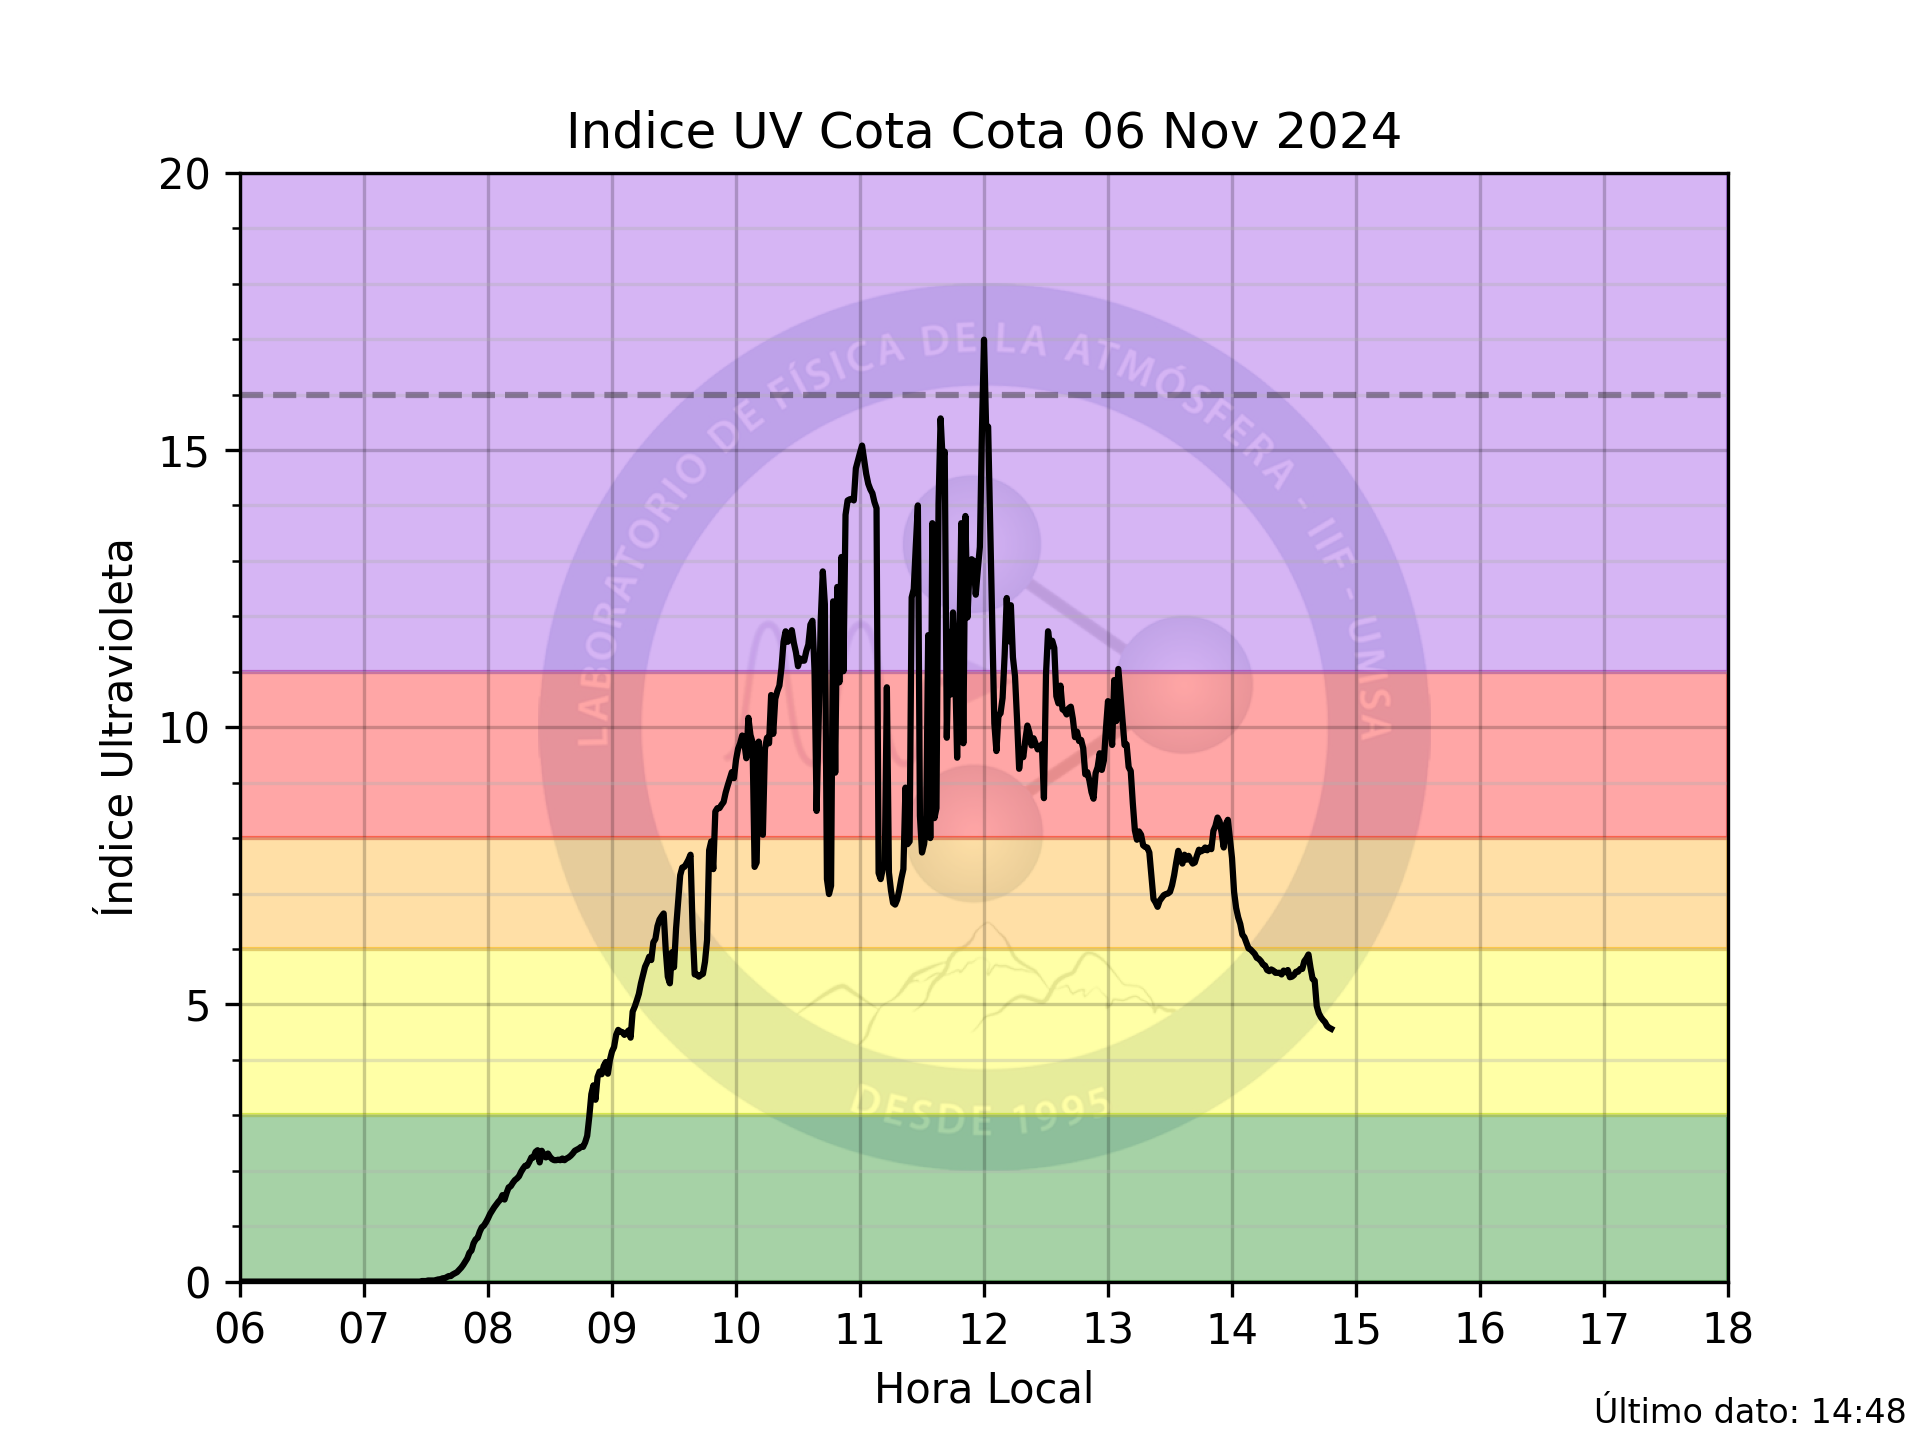 Indice UV Cota Cota 06 Nov 2024
20
15
10
5
0
Índice Ultravioleta
LABORATORIO DE FÍSICA DE LA ATMÓSFERA - IIF - UMSA
DESDE 1995
06 07 08 09 10 11 12 13 14 15 16 17 18
Hora Local
Último dato: 14:48